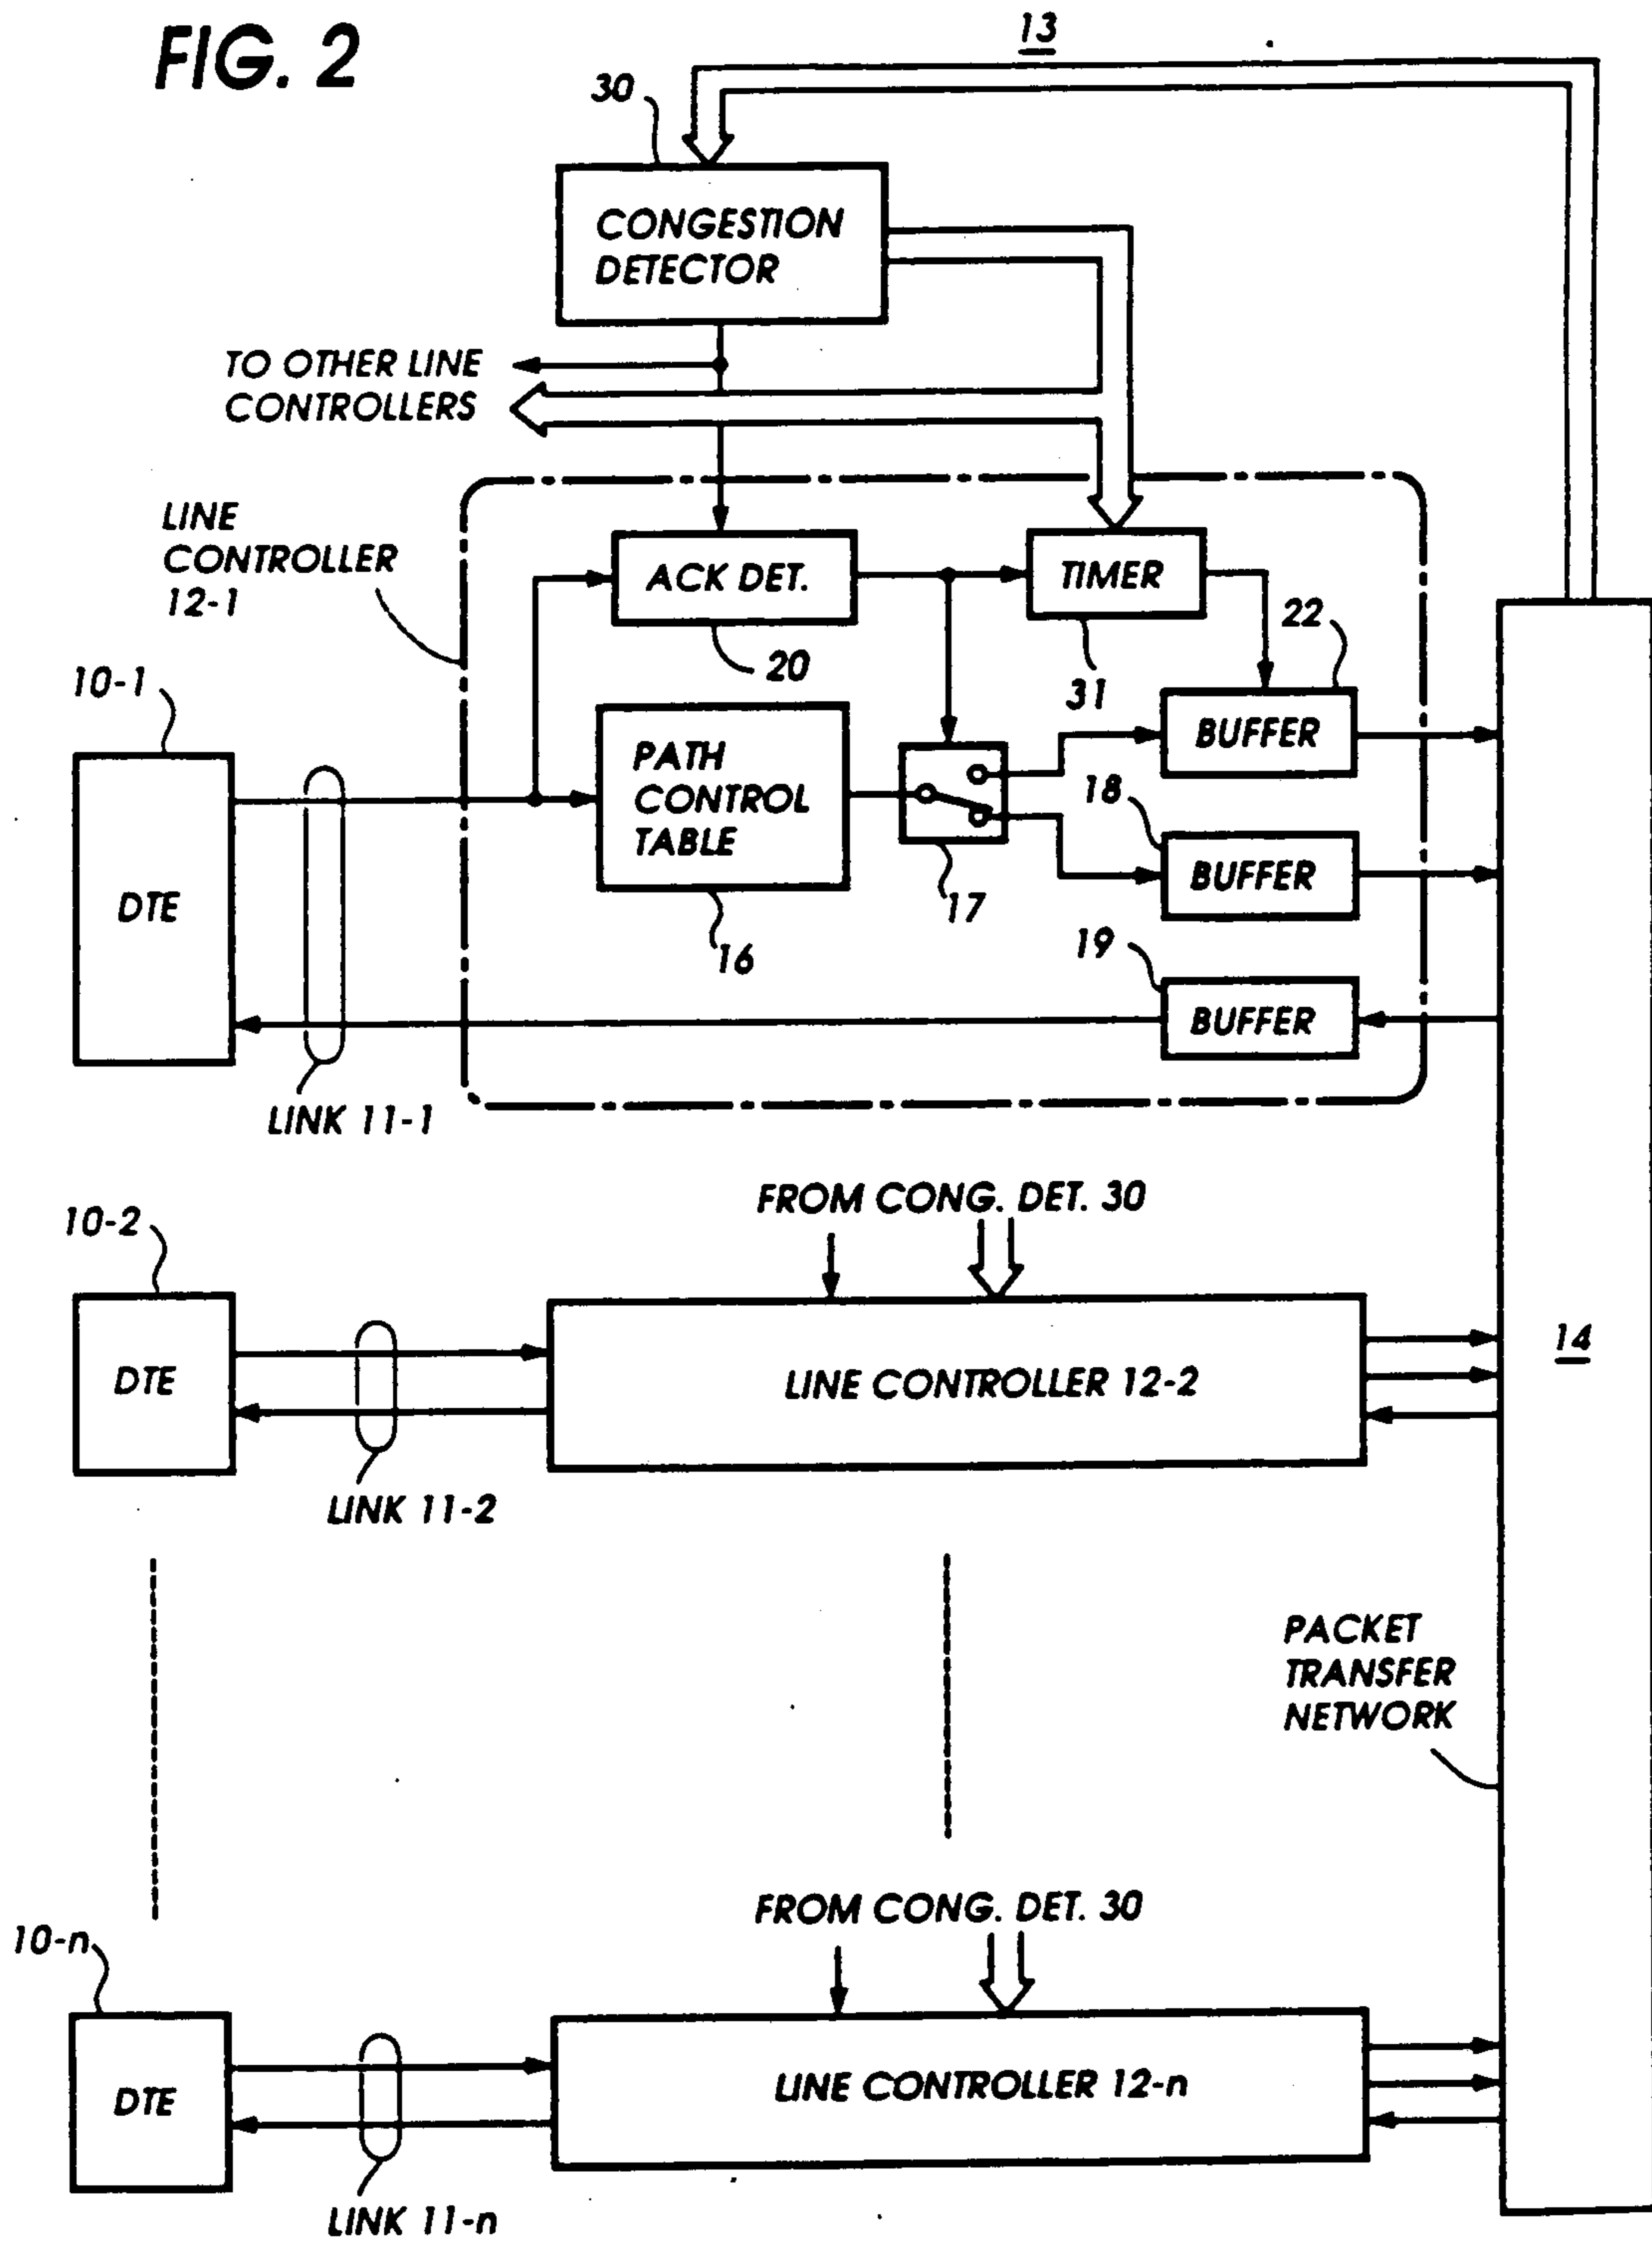 FIG. 2
13
30
CONGESTION
DETECTOR
TO OTHER LINE
CONTROLLERS
LINE
CONTROLLER
12-1
ACK DET.
TIMER
20
31
22
10-1
PATH
CONTROL
TABLE
BUFFER
18
BUFFER
DTE
17
16
19
BUFFER
LINK 11-1
FROM CONG. DET. 30
10-2
DTE
LINE CONTROLLER 12-2
14
LINK 11-2
PACKET
TRANSFER
NETWORK
FROM CONG. DET. 30
10-n
DTE
LINE CONTROLLER 12-n
LINK 11-n